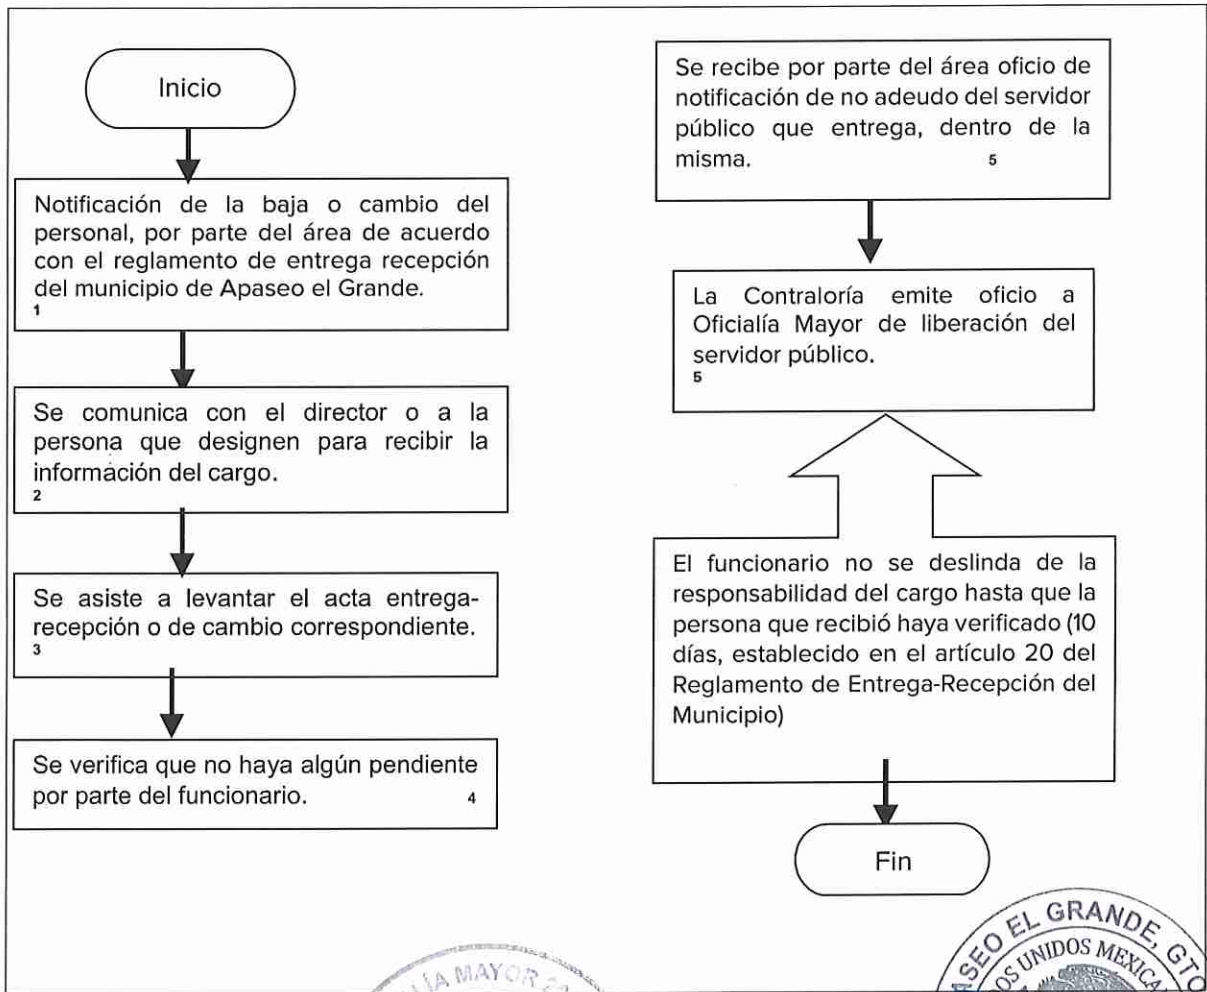 Inicio
Notificación de la baja o cambio del
personal, por parte del área de acuerdo
con el reglamento de entrega recepción
del municipio de Apaseo el Grande.
1
Se comunica con el director o a la
persona que designen para recibir la
información del cargo.
2
Se asiste a levantar el acta entrega-
recepción o de cambio correspondiente.
3
Se verifica que no haya algún pendiente
por parte del funcionario. 4
Se recibe por parte del área oficio de
notificación de no adeudo del servidor
público que entrega, dentro de la
misma. 5
La Contraloría emite oficio a
Oficialía Mayor de liberación del
servidor público.
5
El funcionario no se deslinda de la
responsabilidad del cargo hasta que la
persona que recibió haya verificado (10
días, establecido en el artículo 20 del
Reglamento de Entrega-Recepción del
Municipio)
Fin
MAYOR
EL GRANDE, GTO
UNIDOS